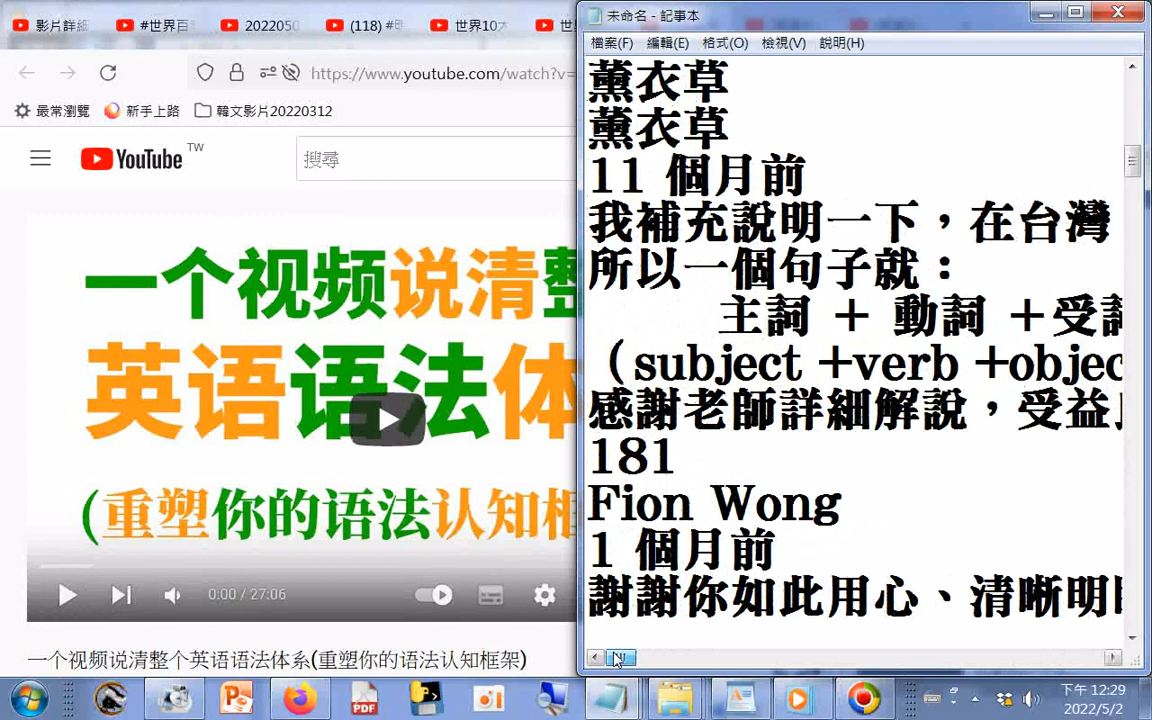 影片詳細
#世界百
2022050
(118) #
世界10
世
未命名 - 記事本
檔案(F) 編輯(E) 格式(O) 檢視(V) 說明(H)
https://www.youtube.com/watch?v=
最常瀏覽 新手上路 韓文影片20220312
YouTube TW
搜尋
一个视频说清整
英语语法体
(重塑你的语法认知框
0:00 / 27:06
一个视频说清整个英语语法体系(重塑你的语法认知框架)
薰衣草
薰衣草
11 個月前
我補充說明一下，在台灣
所以一個句子就：
主詞 ＋ 動詞 ＋受詞
（subject +verb +objec
感謝老師詳細解說，受益
181
Fion Wong
1 個月前
謝謝你如此用心、清晰明
PDF
下午 12:29
2022/5/2